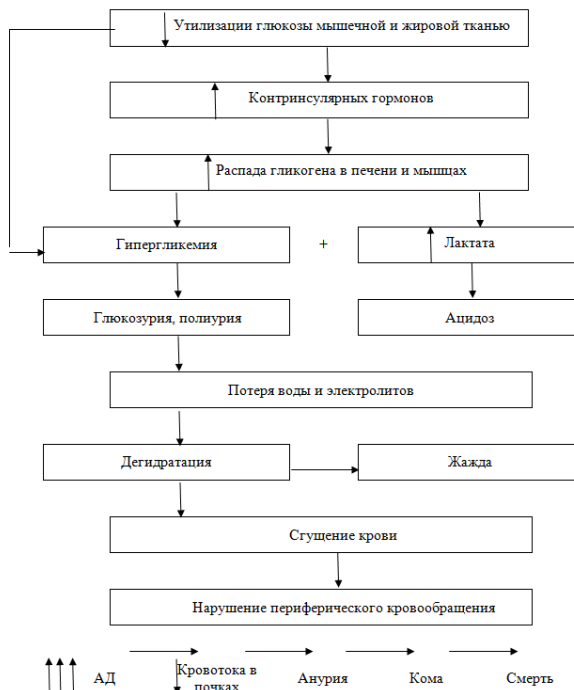 Утилизации глюкозы мышечной и жировой тканью
Контринсулярных гормонов
Распада гликогена в печени и мышцах
Гипергликемия + Лактата
Глюкозурия, полиурия Ацидоз
Потеря воды и электролитов
Дегидратация Жажда
Сгущение крови
Нарушение периферического кровообращения
АД Кровотока в почках Анурия Кома Смерть